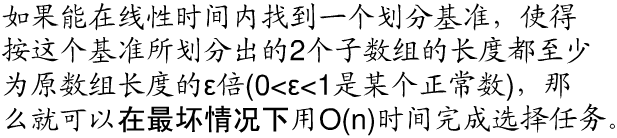 如果能在线性时间内找到一个划分基准，使得
按这个基准所划分出的2个子数组的长度都至少
为原数组长度的ε倍(0<ε<1是某个正常数)，那
么就可以在最坏情况下用O(n)时间完成选择任务。